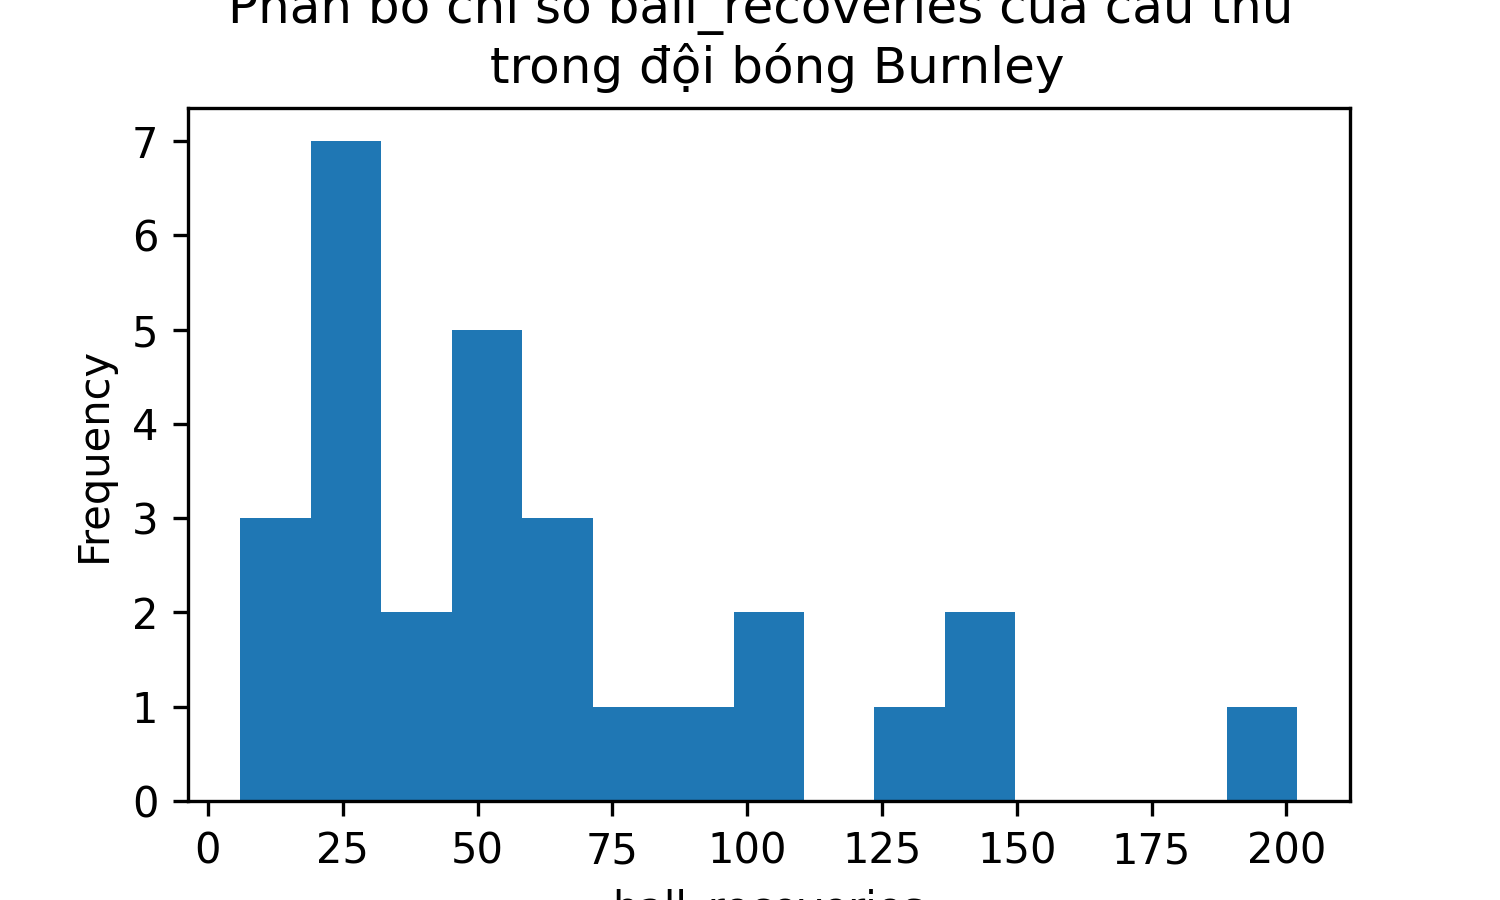 Phân bố chỉ số ball_recoveries của cầu thủ
trong đội bóng Burnley
7
6
5
4
3
2
1
0
Frequency
0 25 50 75 100 125 150 175 200
ball_recoveries